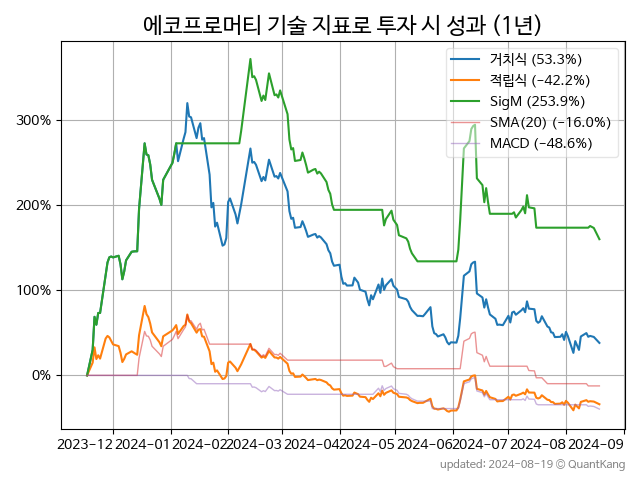 에코프로머티 기술 지표로 투자 시 성과 (1년)
거치식 (53.3%)
적립식 (−42.2%)
SigM (253.9%)
SMA(20) (−16.0%)
MACD (−48.6%)
300%
200%
100%
0%
2023-12 2024-01 2024-02 2024-03 2024-04 2024-05 2024-06 2024-07 2024-08 2024-09
updated: 2024-08-19 © QuantKang